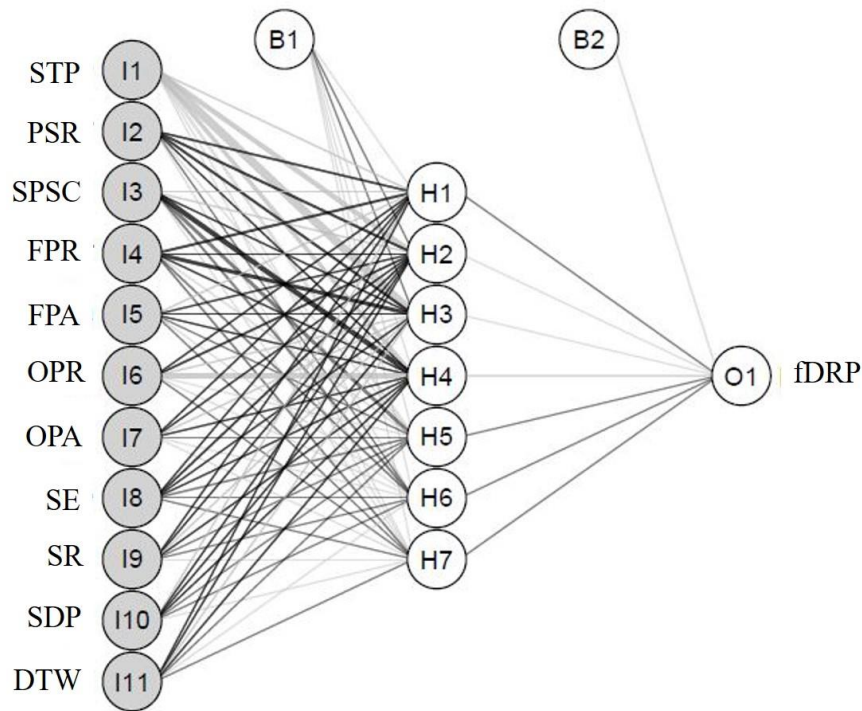 B1 B2
STP I1
PSR I2
SPSC I3 H1
FPR I4 H2
FPA I5 H3
OPR I6 H4 O1 fDRP
OPA I7 H5
SE I8 H6
SR I9 H7
SDP I10
DTW I11